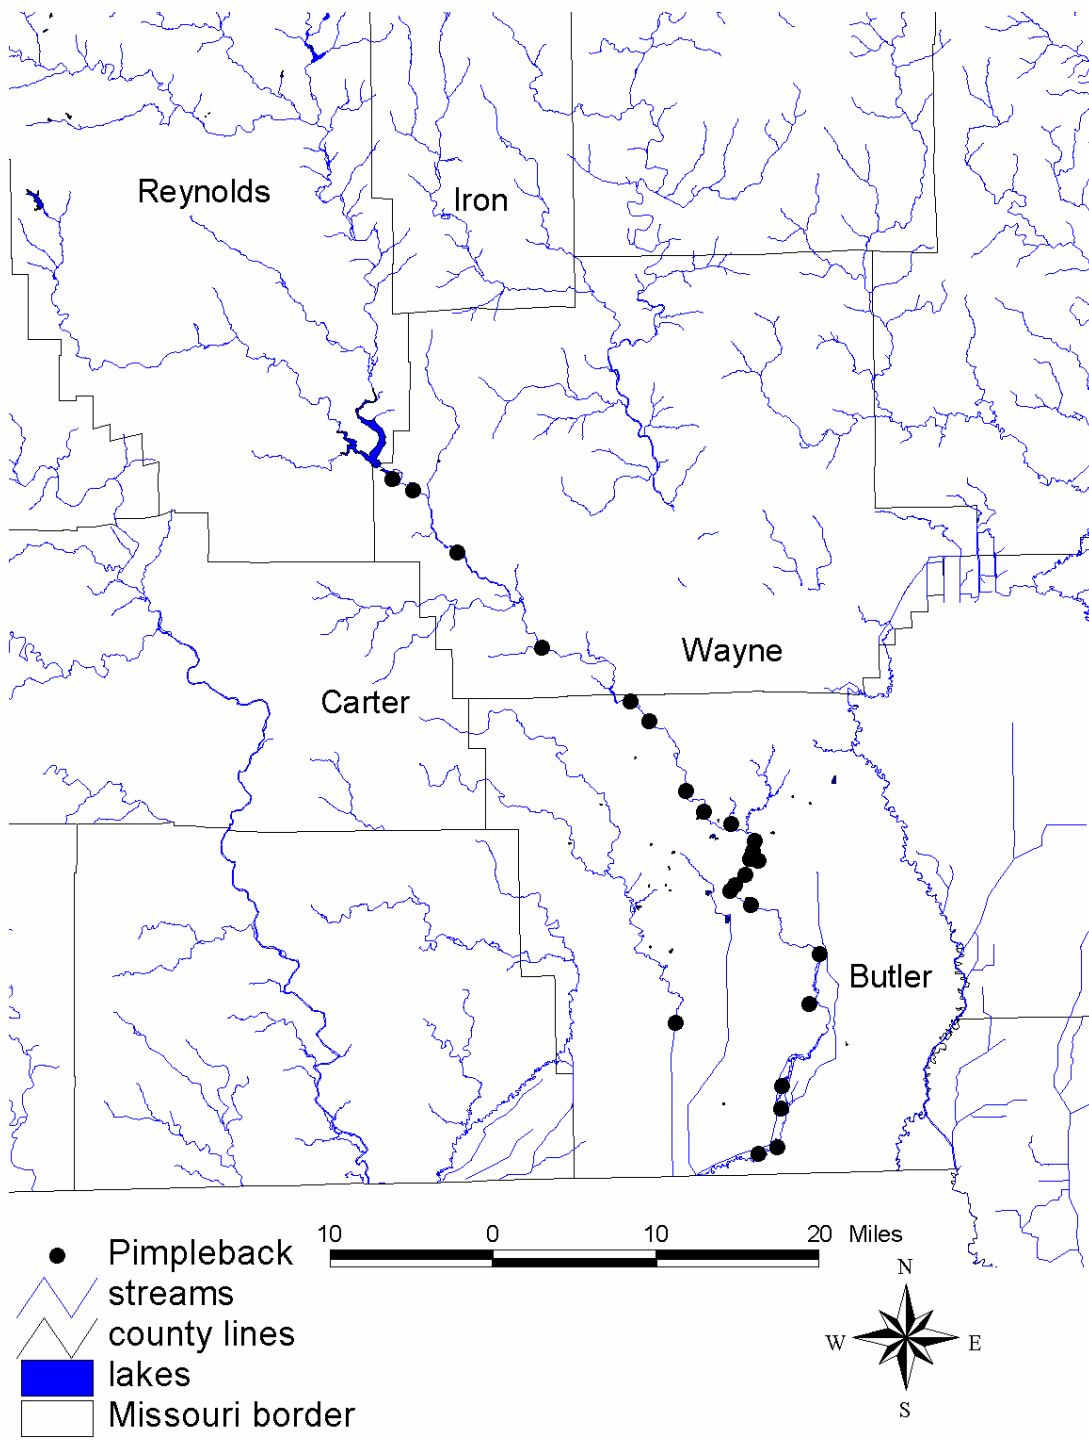 Reynolds
Iron
Wayne
Carter
Butler
10 0 10 20 Miles
Pimpleback
streams
county lines
lakes
Missouri border
N
W E
S